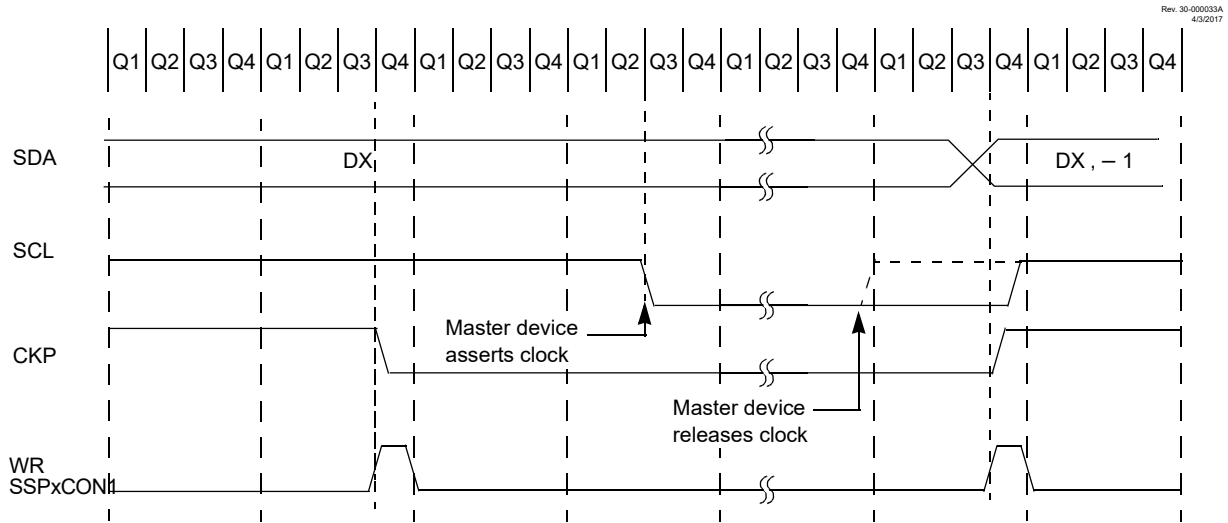 Rev. 30-000033A
4/3/2017
Q1 Q2 Q3 Q4 Q1 Q2 Q3 Q4 Q1 Q2 Q3 Q4 Q1 Q2 Q3 Q4 Q1 Q2 Q3 Q4 Q1 Q2 Q3 Q4 Q1 Q2 Q3 Q4
SDA
DX
DX , – 1
SCL
Master device
asserts clock
CKP
Master device
releases clock
WR
SSPxCON1